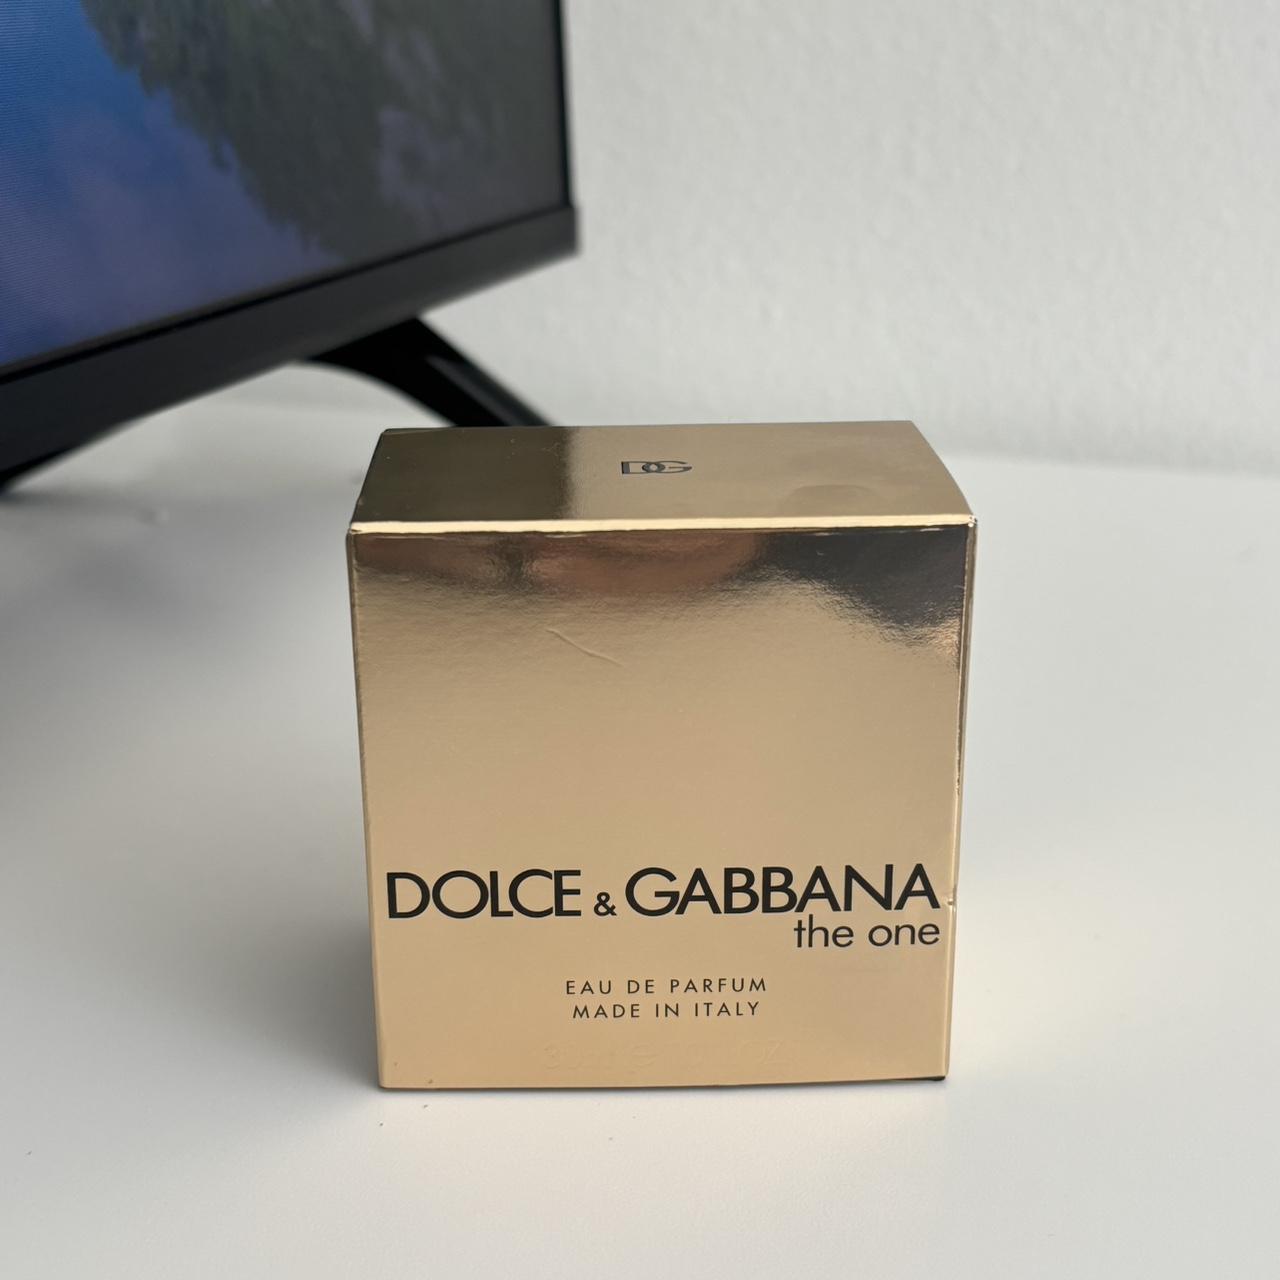 DG
DOLCE & GABBANA
the one
EAU DE PARFUM
MADE IN ITALY